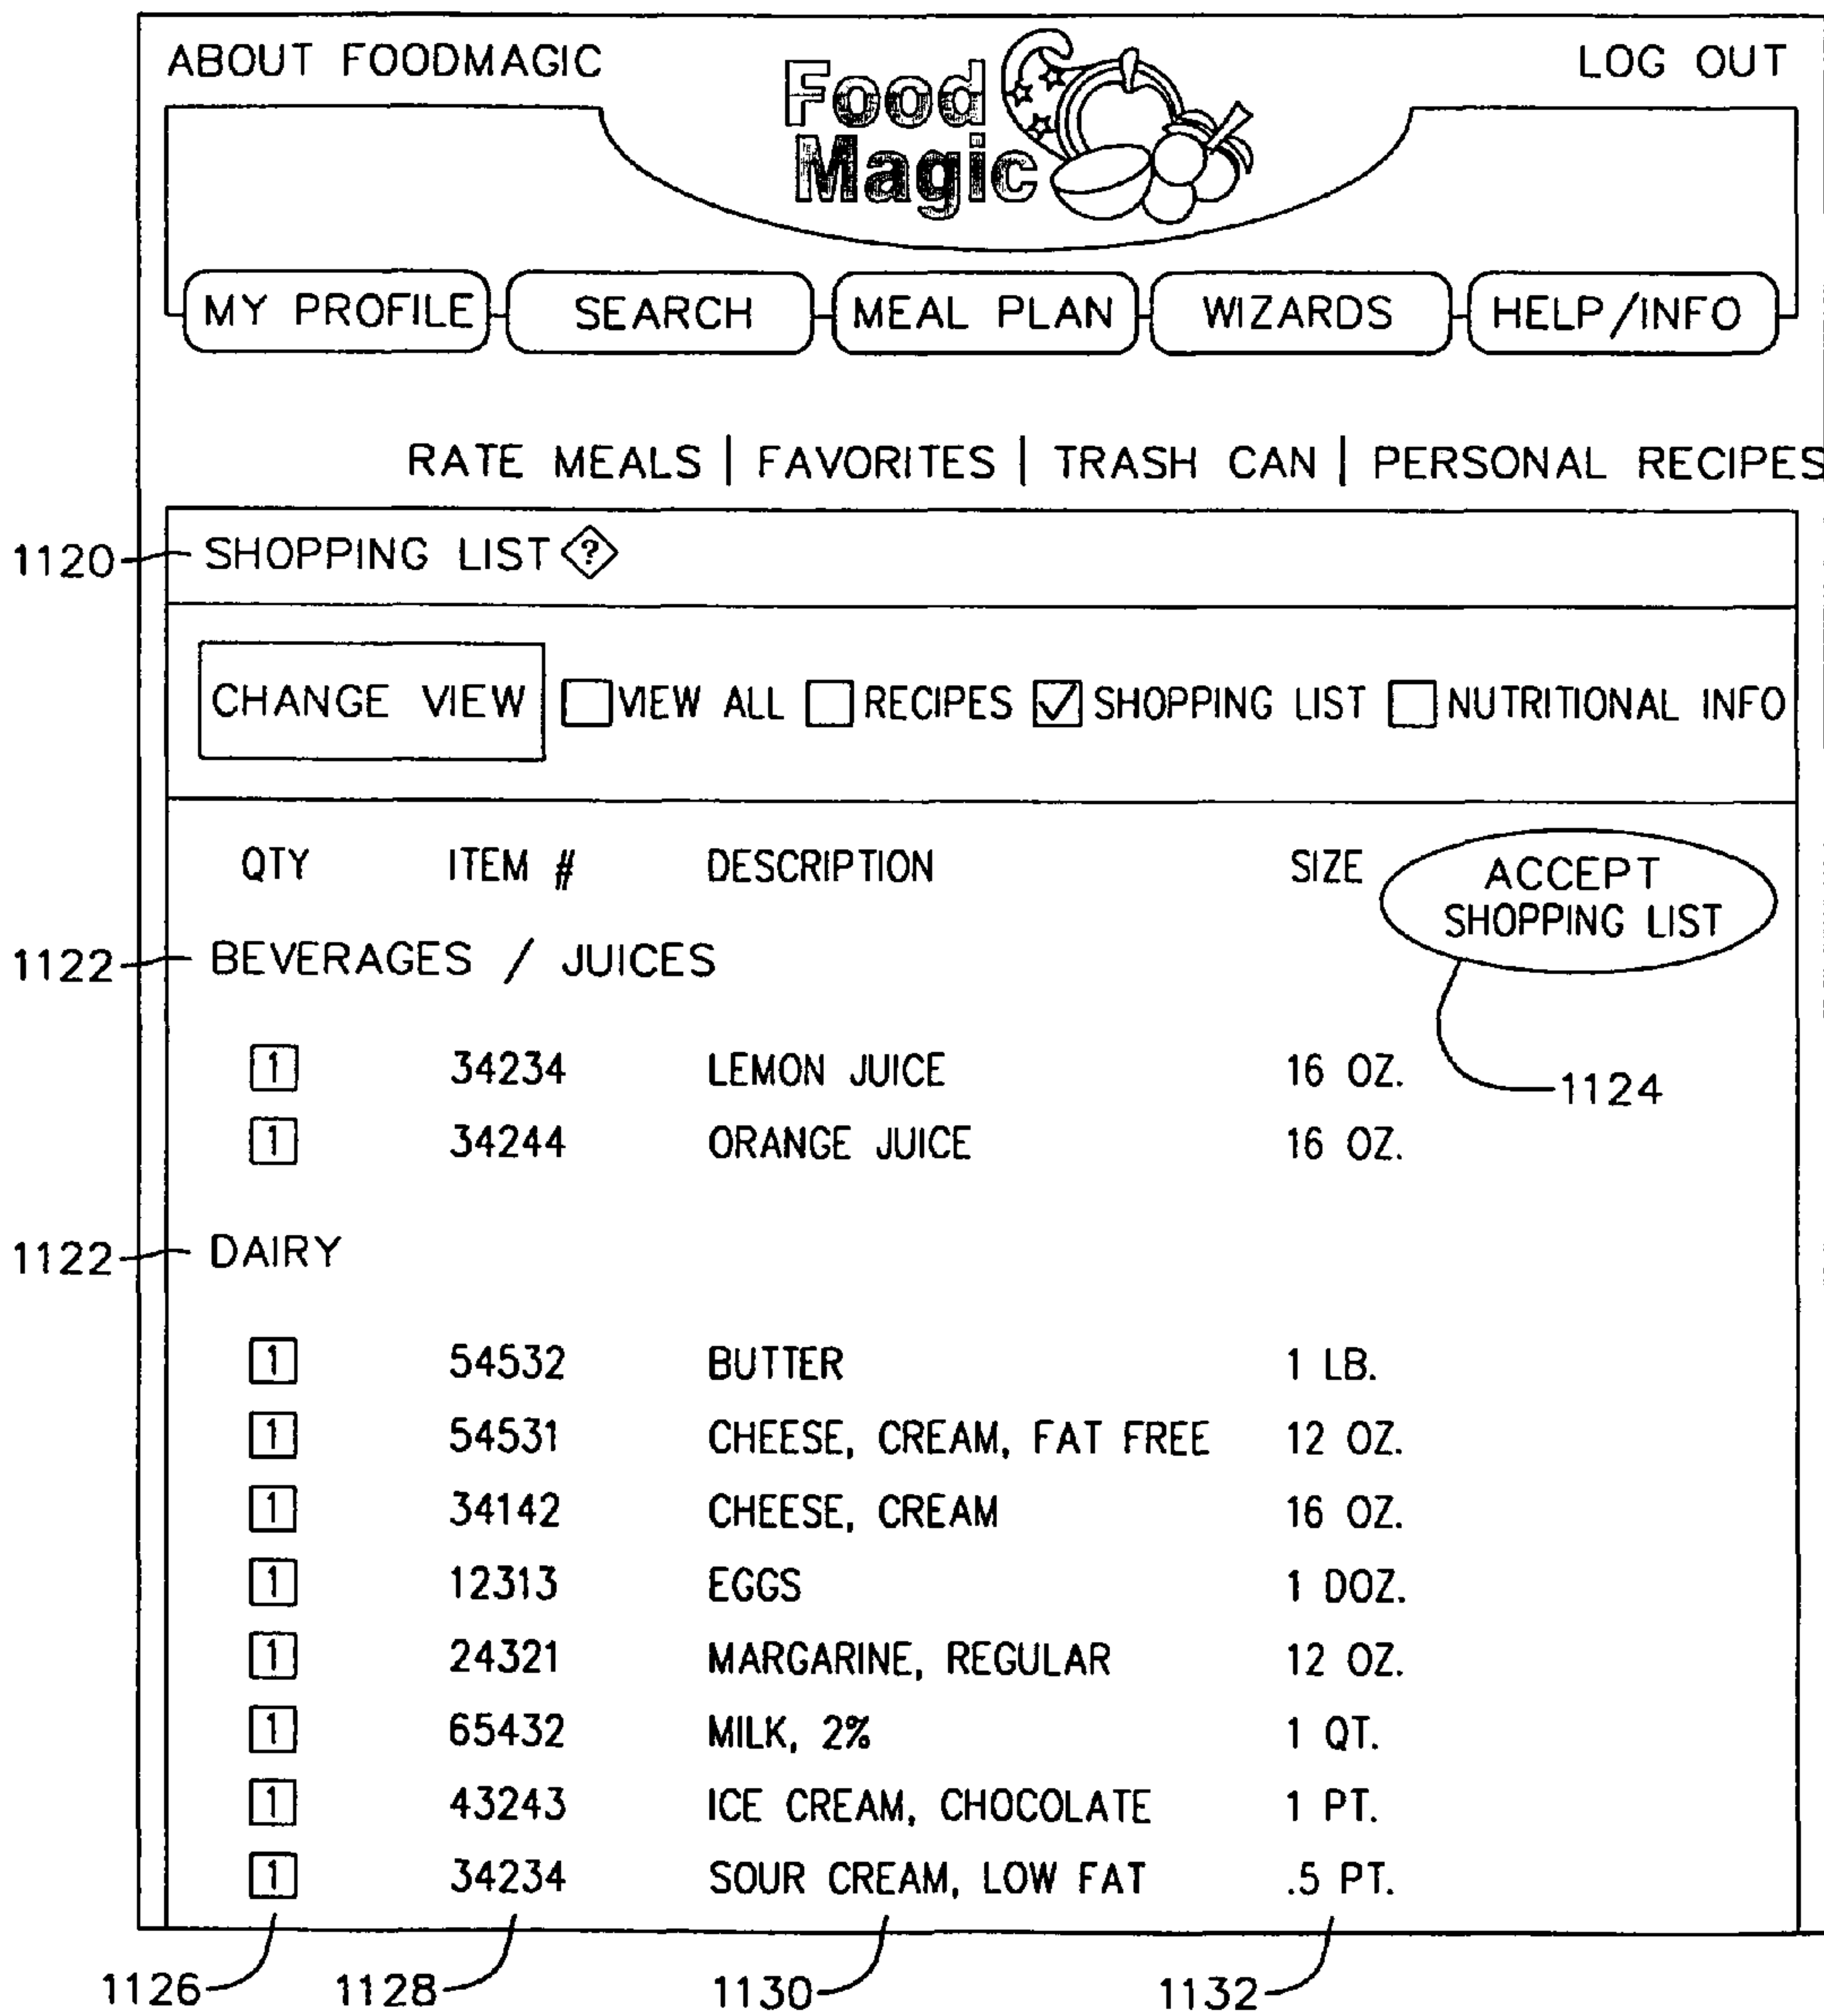 ABOUT FOODMAGIC
Food
Magic
LOG OUT
MY PROFILE SEARCH MEAL PLAN WIZARDS HELP/INFO
RATE MEALS | FAVORITES | TRASH CAN | PERSONAL RECIPES
1120 SHOPPING LIST ?
CHANGE VIEW VIEW ALL RECIPES SHOPPING LIST NUTRITIONAL INFO
QTY ITEM # DESCRIPTION SIZE
ACCEPT
SHOPPING LIST
1122 BEVERAGES / JUICES
1 34234 LEMON JUICE 16 OZ.
1124
1 34244 ORANGE JUICE 16 OZ.
1122 DAIRY
1 54532 BUTTER 1 LB.
1 54531 CHEESE, CREAM, FAT FREE 12 OZ.
1 34142 CHEESE, CREAM 16 OZ.
1 12313 EGGS 1 DOZ.
1 24321 MARGARINE, REGULAR 12 OZ.
1 65432 MILK, 2% 1 QT.
1 43243 ICE CREAM, CHOCOLATE 1 PT.
1 34234 SOUR CREAM, LOW FAT .5 PT.
1126 1128 1130 1132